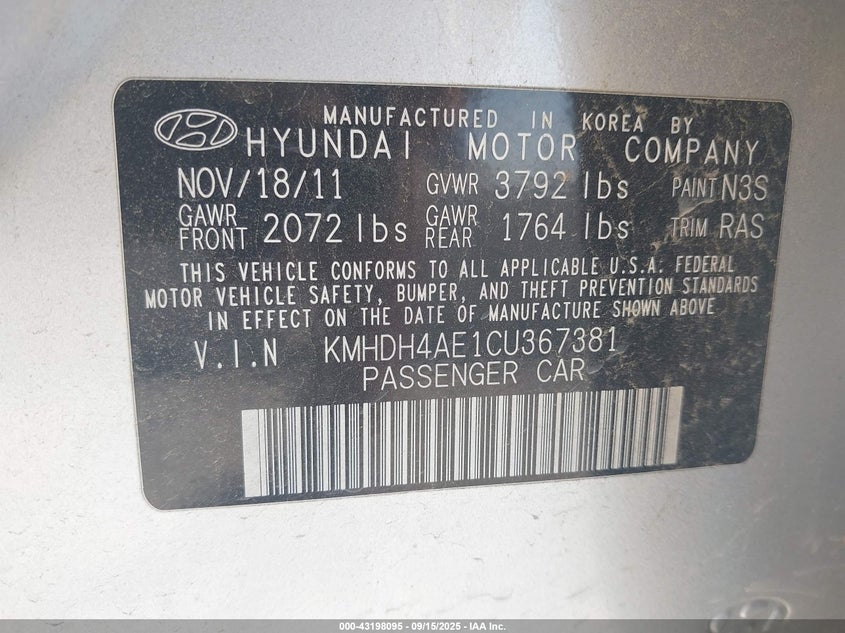 MANUFACTURED IN KOREA BY
HYUNDAI MOTOR COMPANY
NOV/18/11 GVWR 3792 lbs PAINT N3S
GAWR FRONT 2072 lbs GAWR REAR 1764 lbs TRIM RAS
THIS VEHICLE CONFORMS TO ALL APPLICABLE U.S.A. FEDERAL
MOTOR VEHICLE SAFETY, BUMPER, AND THEFT PREVENTION STANDARDS
IN EFFECT ON THE DATE OF MANUFACTURE SHOWN ABOVE
V.I.N KMHDH4AE1CU367381
PASSENGER CAR
000-43198095 - 09/15/2025 - IAA Inc.